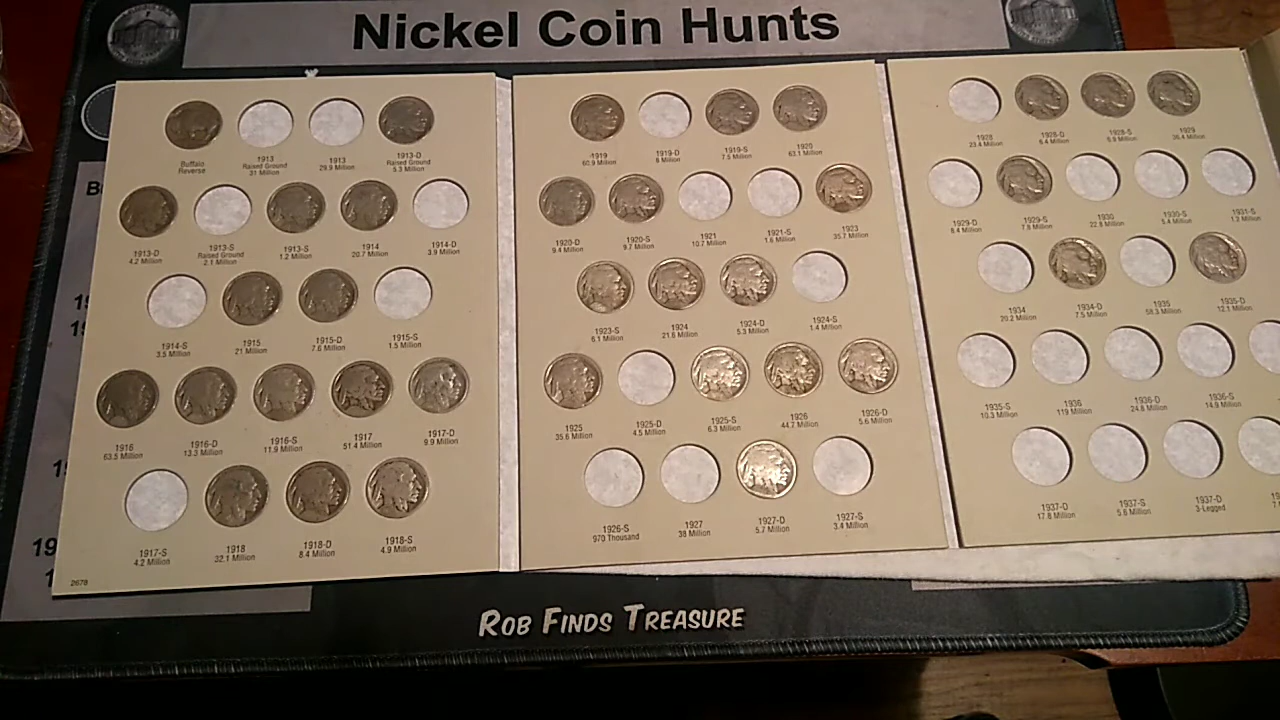 Nickel Coin Hunts
Buffalo
Reverse
1913
Raised Ground
31 Million
1913
29.9 Million
1913-D
Raised Ground
5.3 Million
1913-D
4.2 Million
1913-S
Raised Ground
2.1 Million
1913-S
1.2 Million
1914
20.7 Million
1914-D
3.9 Million
1914-S
3.5 Million
1915
21 Million
1915-D
7.6 Million
1915-S
1.5 Million
1916
63.5 Million
1916-D
13.3 Million
1916-S
11.9 Million
1917
51.4 Million
1917-D
9.9 Million
1917-S
4.2 Million
1918
32.1 Million
1918-D
8.4 Million
1918-S
4.9 Million
2678
1919
60.9 Million
1919-D
8 Million
1919-S
7.5 Million
1920
63.1 Million
1920-D
9.4 Million
1920-S
9.7 Million
1921
10.7 Million
1921-S
1.6 Million
1923
35.7 Million
1923-S
6.1 Million
1924
21.6 Million
1924-D
5.3 Million
1924-S
1.4 Million
1925
35.6 Million
1925-D
4.5 Million
1925-S
6.3 Million
1926
44.7 Million
1926-D
5.6 Million
1926-S
970 Thousand
1927
38 Million
1927-D
5.7 Million
1927-S
3.4 Million
1928
23.4 Million
1928-D
6.4 Million
1928-S
6.9 Million
1929
36.4 Million
1929-D
8.4 Million
1929-S
7.8 Million
1930
22.8 Million
1930-S
5.4 Million
1931-S
1.2 Million
1934
20.2 Million
1934-D
7.5 Million
1935
58.3 Million
1935-D
12.1 Million
1935-S
10.3 Million
1936
119 Million
1936-D
24.8 Million
1936-S
14.9 Million
1937-D
17.8 Million
1937-S
5.6 Million
1937-D
3-Legged
ROB FINDS TREASURE